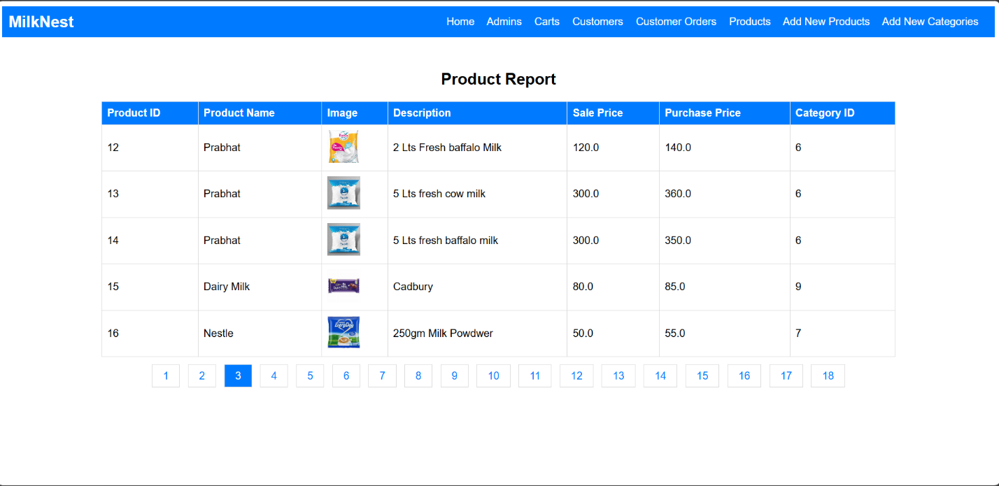 MilkNest Home Admins Carts Customers Customer Orders Products Add New Products Add New Categories
Product Report
Product ID Product Name Image Description Sale Price Purchase Price Category ID
12 Prabhat 2 Lts Fresh baffalo Milk 120.0 140.0 6
13 Prabhat 5 Lts fresh cow milk 300.0 360.0 6
14 Prabhat 5 Lts fresh baffalo milk 300.0 350.0 6
15 Dairy Milk Cadbury 80.0 85.0 9
16 Nestle EveryDay 250gm Milk Powdwer 50.0 55.0 7
1 2 3 4 5 6 7 8 9 10 11 12 13 14 15 16 17 18